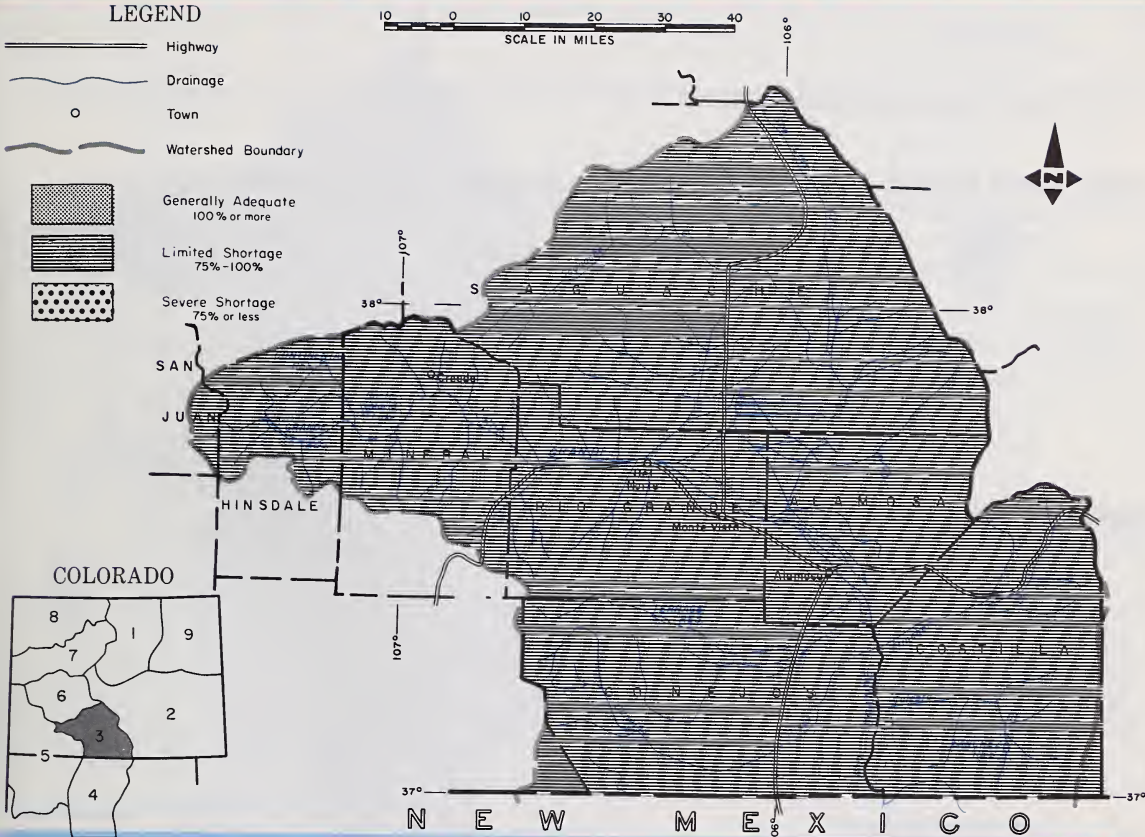 LEGEND
Highway
Drainage
Town
Watershed Boundary
Generally Adequate
100% or more
Limited Shortage
75%-100%
Severe Shortage
75% or less
10 0 10 20 30 40
SCALE IN MILES
106°
N
107°
38°
38°
SAGUACHE
SAN
JUAN
Creede
MINERAL
HINSDALE
RIO GRANDE
Monte Vista
ALAMOSA
Alamosa
COSTILLA
CONEJOS
107°
37°
37°
NEW MEXICO
COLORADO
8
1
9
7
6
2
3
5
4